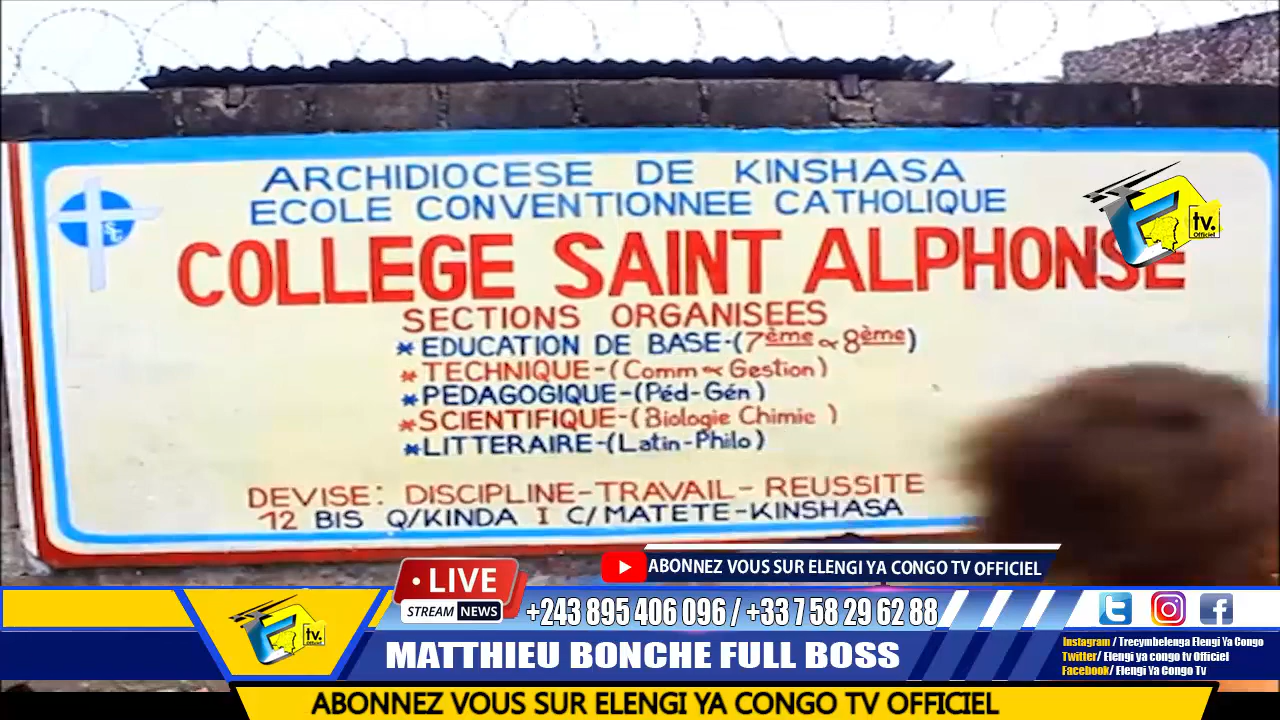 ARCHIDIOCESE DE KINSHASA
ECOLE CONVENTIONNEE CATHOLIQUE
COLLEGE SAINT ALPHONSE
SECTIONS ORGANISEES
* EDUCATION DE BASE-(7ème ∝ 8ème)
* TECHNIQUE-(Comm ∝ Gestion)
* PEDAGOGIQUE-(Péd-Gén)
* SCIENTIFIQUE-(Biologie Chimie)
* LITTERAIRE-(Latin-Philo)
DEVISE: DISCIPLINE-TRAVAIL-REUSSITE
12 BIS Q/KINDA I C/MATETE-KINSHASA
tv.
Officiel
ABONNEZ VOUS SUR ELENGI YA CONGO TV OFFICIEL
• LIVE
STREAM NEWS
+243 895 406 096 / +33 7 58 29 62 88
tv.
MATTHIEU BONCHE FULL BOSS
Instagram / Trecymbelenga Elengi Ya Congo
Twitter/ Elengi ya congo tv Officiel
Facebook/ Elengi Ya Congo Tv
ABONNEZ VOUS SUR ELENGI YA CONGO TV OFFICIEL